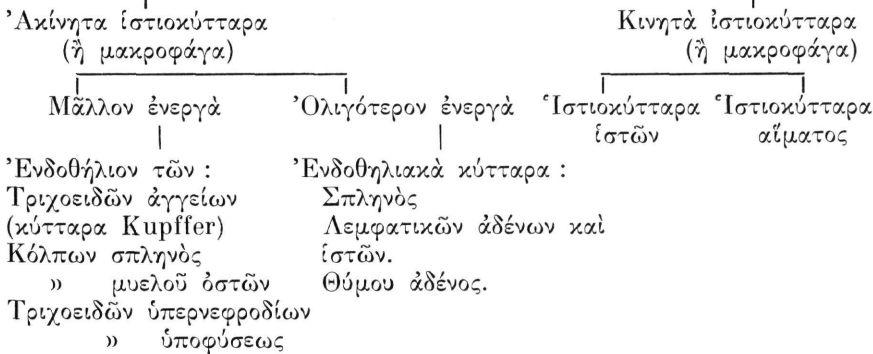 Ἀκίνητα ἱστιοκύτταρα
(ἢ μακροφάγα)
Κινητὰ ἱστιοκύτταρα
(ἢ μακροφάγα)
Μᾶλλον ἐνεργὰ
Ὀλιγότερον ἐνεργὰ
Ἱστιοκύτταρα
ἱστῶν
Ἱστιοκύτταρα
αἵματος
Ἐνδοθήλιον τῶν :
Τριχοειδῶν ἀγγείων
(κύτταρα Kupffer)
Κόλπων σπληνὸς
» μυελοῦ ὀστῶν
Τριχοειδῶν ὑπερνεφροδίων
» ὑποφύσεως
Ἐνδοθηλιακὰ κύτταρα :
Σπληνὸς
Λεμφατικῶν ἀδένων καὶ
ἱστῶν.
Θύμου ἀδένος.